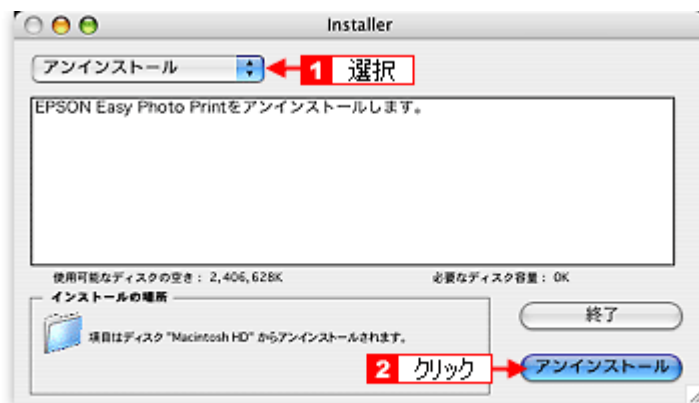 Installer
アンインストール
1 選択
EPSON Easy Photo Printをアンインストールします。
使用可能なディスクの空き： 2,406,628K
必要なディスク容量： 0K
インストールの場所
項目はディスク "Macintosh HD" からアンインストールされます。
終了
2 クリック
アンインストール